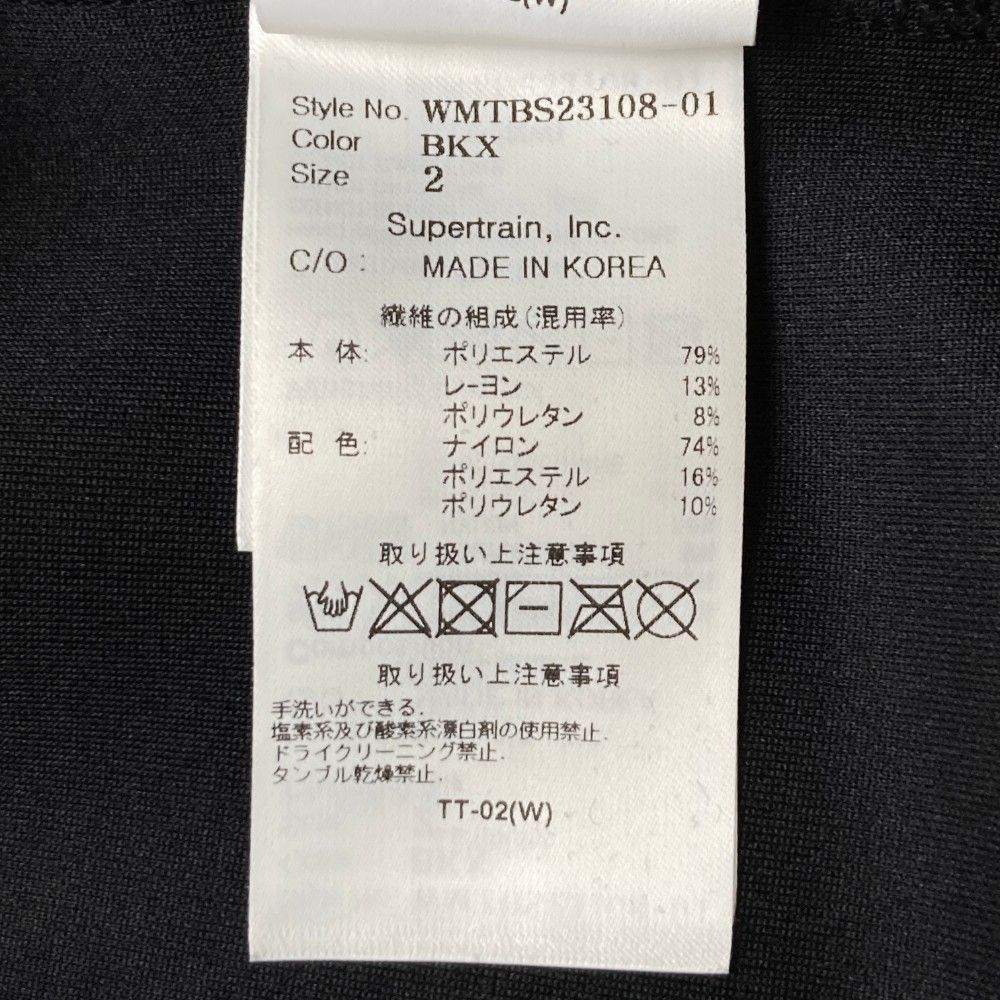 (W)
Style No. WMTBS23108-01
Color BKX
Size 2
Supertrain, Inc.
C/O : MADE IN KOREA
繊維の組成(混用率)
本 体: ポリエステル 79%
レーヨン 13%
ポリウレタン 8%
配 色: ナイロン 74%
ポリエステル 16%
ポリウレタン 10%
取り扱い上注意事項
取り扱い上注意事項
手洗いができる.
塩素系及び酸素系漂白剤の使用禁止.
ドライクリーニング禁止.
タンブル乾燥禁止.
TT-02(W)